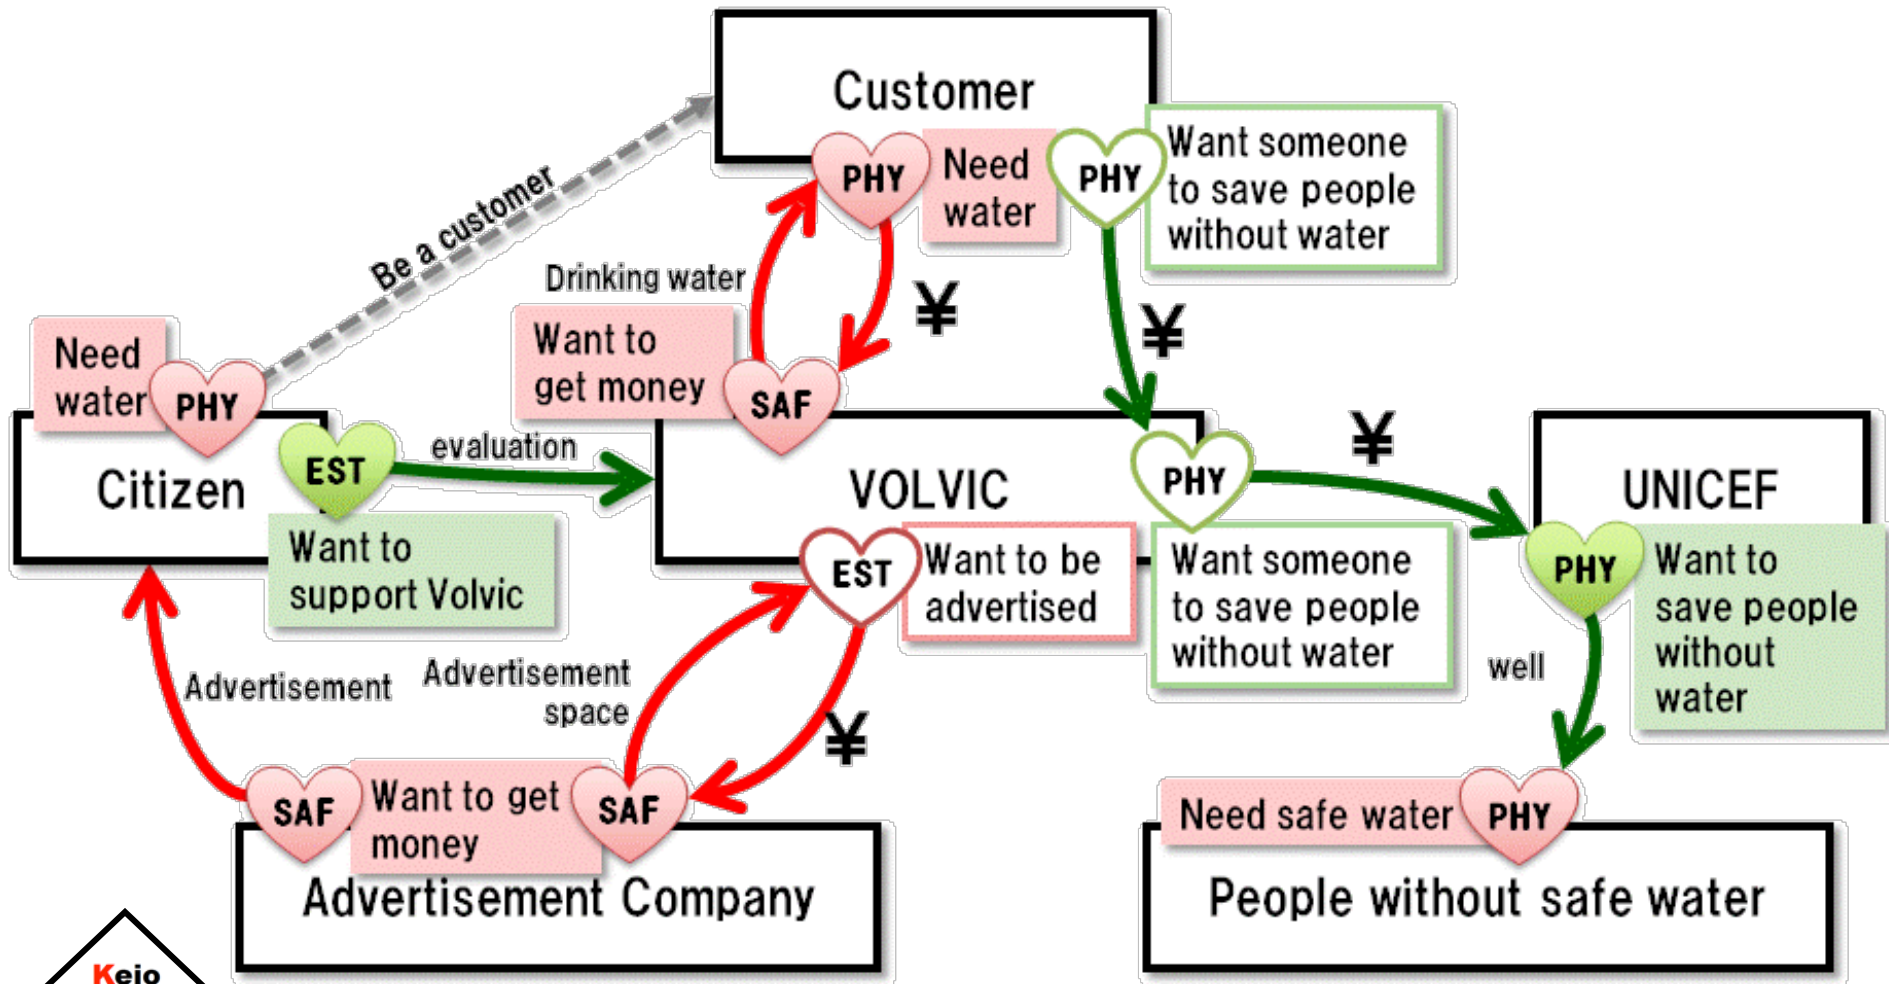 Customer
PHY
Need
water
PHY
Want someone
to save people
without water
Be a customer
Drinking water
¥
¥
Need
water
PHY
Want to
get money
SAF
Citizen
EST
evaluation
Want to
support Volvic
VOLVIC
PHY
¥
UNICEF
EST
Want to be
advertised
Want someone
to save people
without water
PHY
Want to
save people
without
water
Advertisement
Advertisement
space
¥
well
SAF
Want to get
money
SAF
Advertisement Company
Need safe water
PHY
People without safe water
Keio